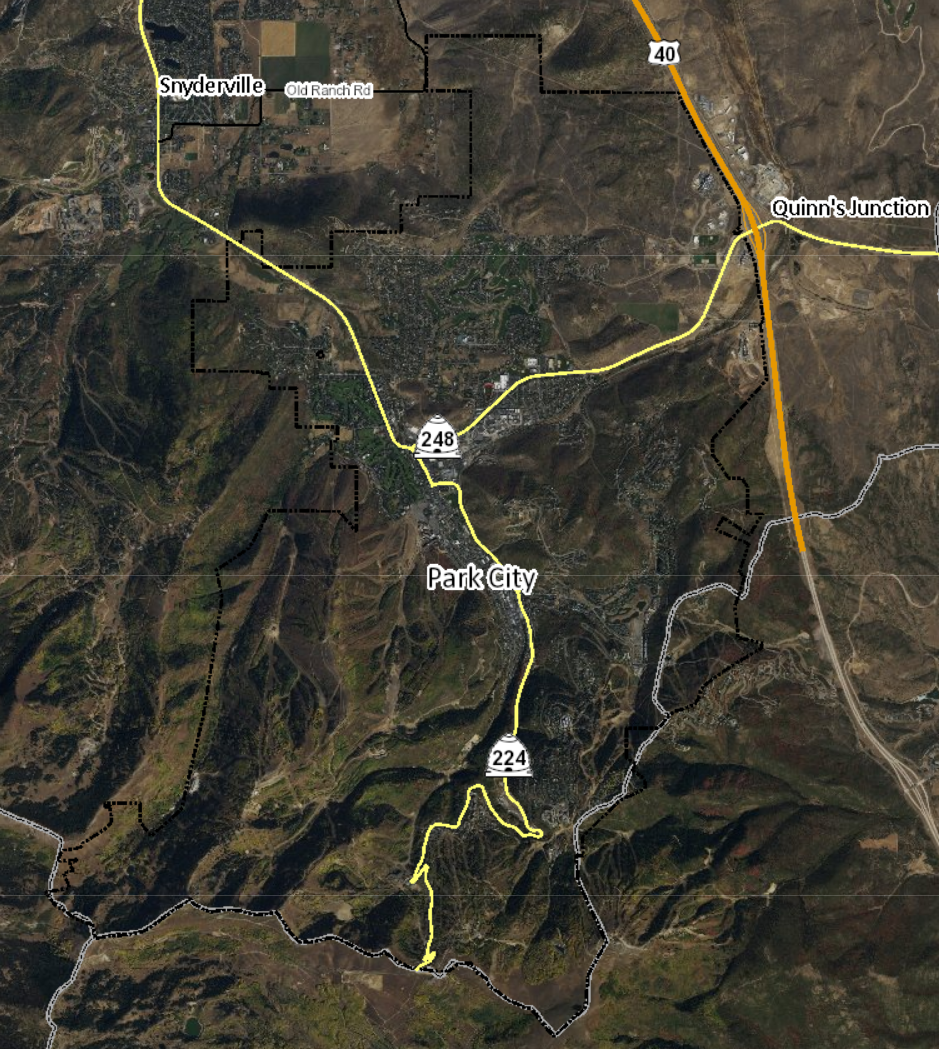 40
Snyderville
Old Ranch Rd
Quinn's Junction
248
Park City
224